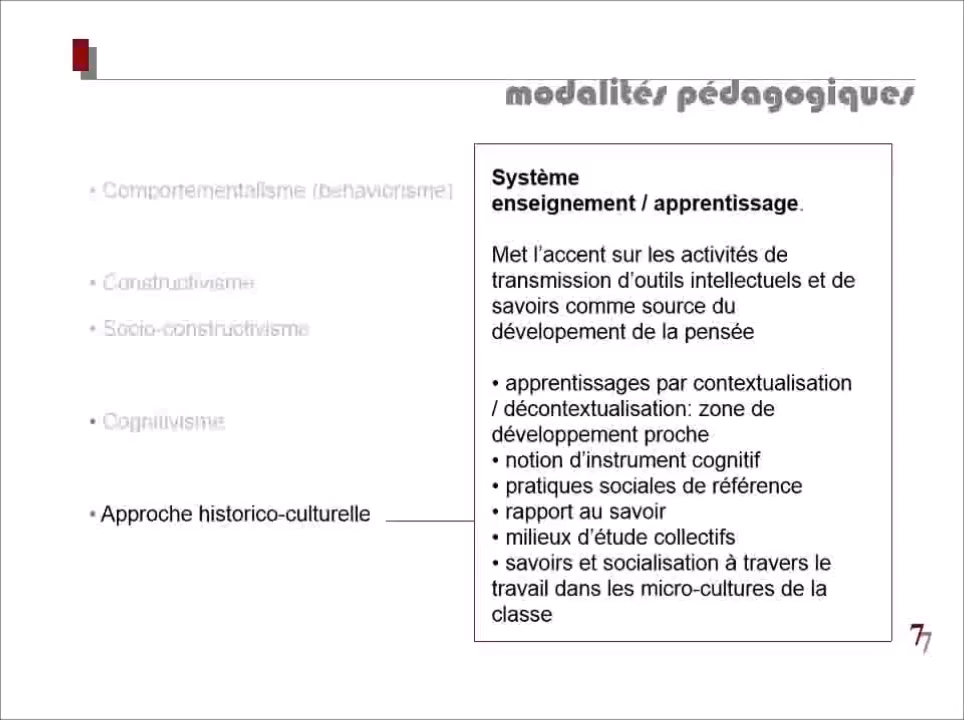 modalités pédagogiques
• Comportementalisme (behaviorisme)
• Constructivisme
• Socio-constructivisme
• Cognitivisme
• Approche historico-culturelle
Système
enseignement / apprentissage.
Met l'accent sur les activités de
transmission d'outils intellectuels et de
savoirs comme source du
dévelopement de la pensée
• apprentissages par contextualisation
/ décontextualisation: zone de
développement proche
• notion d'instrument cognitif
• pratiques sociales de référence
• rapport au savoir
• milieux d'étude collectifs
• savoirs et socialisation à travers le
travail dans les micro-cultures de la
classe
7